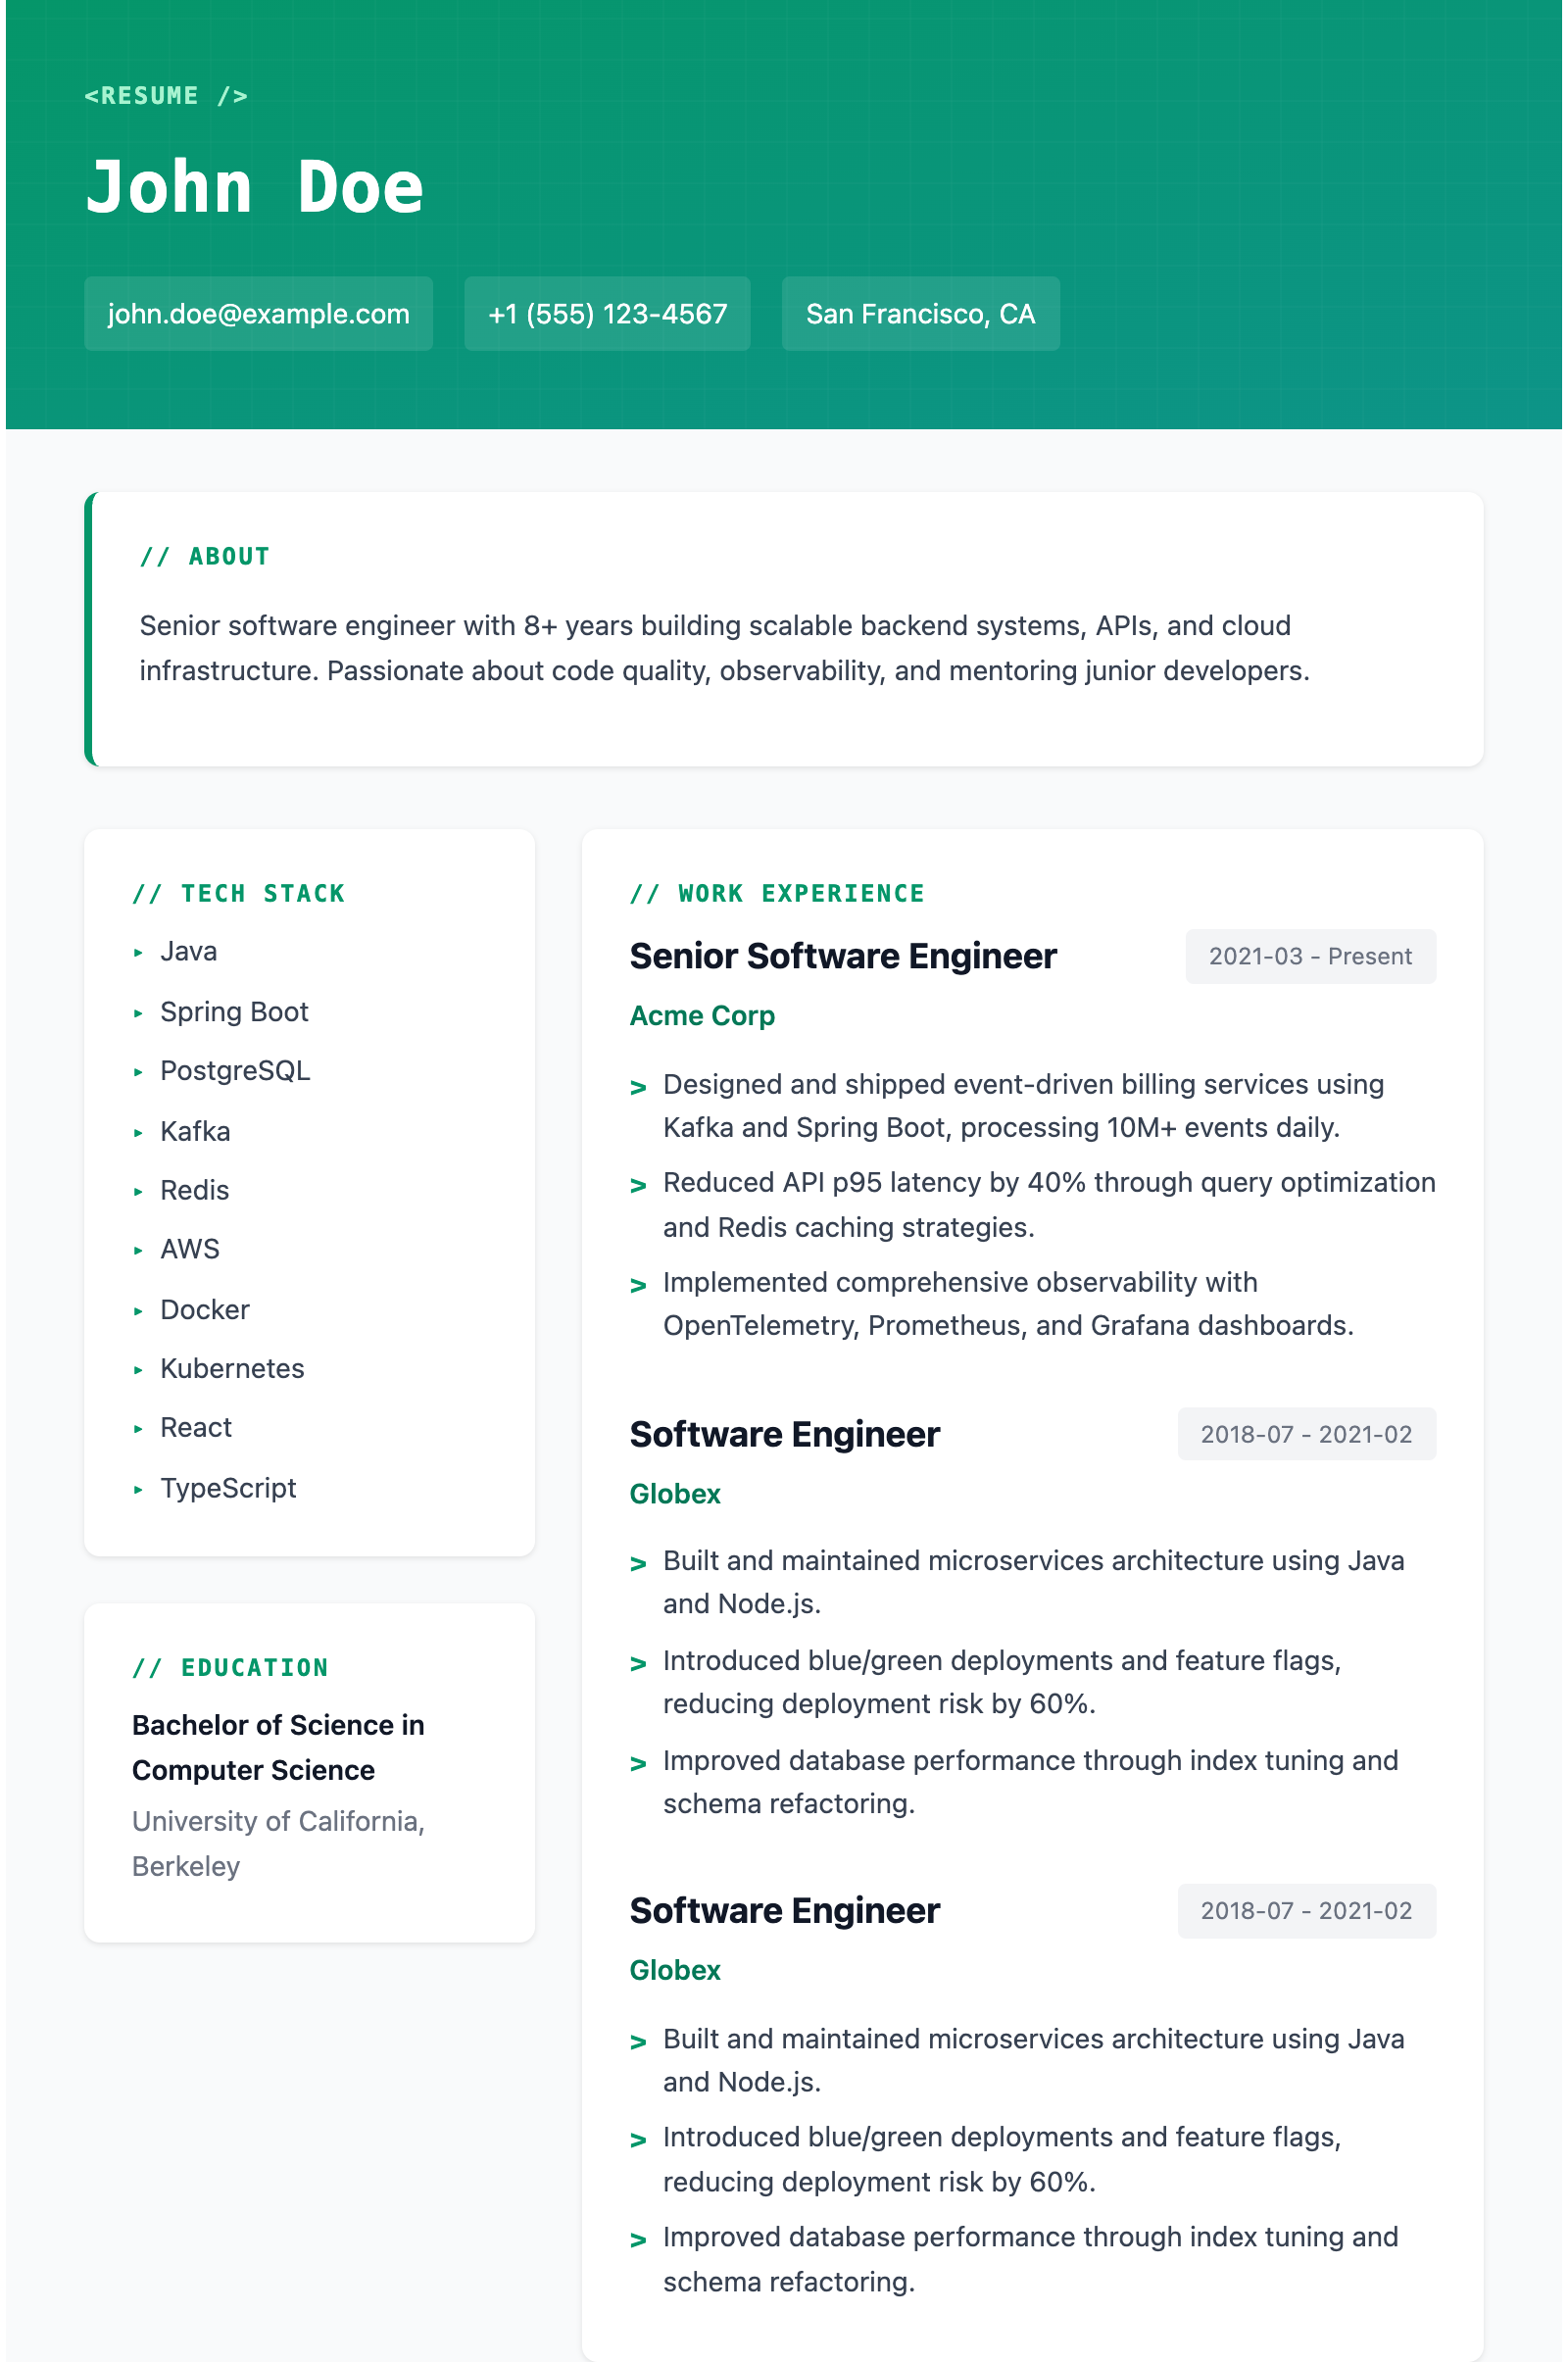 <RESUME />
John Doe
john.doe@example.com
+1 (555) 123-4567
San Francisco, CA
// ABOUT
Senior software engineer with 8+ years building scalable backend systems, APIs, and cloud
infrastructure. Passionate about code quality, observability, and mentoring junior developers.
// TECH STACK
▸ Java
▸ Spring Boot
▸ PostgreSQL
▸ Kafka
▸ Redis
▸ AWS
▸ Docker
▸ Kubernetes
▸ React
▸ TypeScript
// EDUCATION
Bachelor of Science in
Computer Science
University of California,
Berkeley
// WORK EXPERIENCE
Senior Software Engineer
2021-03 - Present
Acme Corp
> Designed and shipped event-driven billing services using
Kafka and Spring Boot, processing 10M+ events daily.
> Reduced API p95 latency by 40% through query optimization
and Redis caching strategies.
> Implemented comprehensive observability with
OpenTelemetry, Prometheus, and Grafana dashboards.
Software Engineer
2018-07 - 2021-02
Globex
> Built and maintained microservices architecture using Java
and Node.js.
> Introduced blue/green deployments and feature flags,
reducing deployment risk by 60%.
> Improved database performance through index tuning and
schema refactoring.
Software Engineer
2018-07 - 2021-02
Globex
> Built and maintained microservices architecture using Java
and Node.js.
> Introduced blue/green deployments and feature flags,
reducing deployment risk by 60%.
> Improved database performance through index tuning and
schema refactoring.